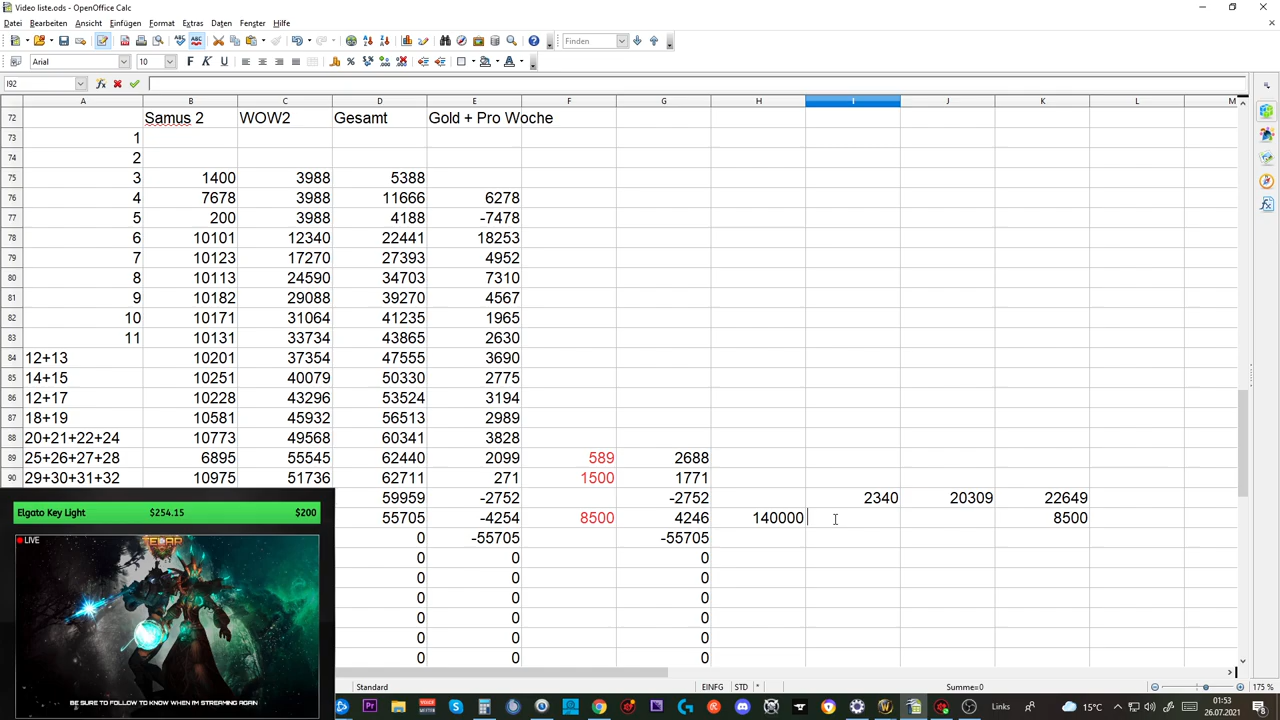 Video liste.ods - OpenOffice Calc
Datei Bearbeiten Ansicht Einfügen Format Extras Daten Fenster Hilfe
Finden
Arial 10
I92
A B C D E F G H I J K L M
72 Samus 2 WOW2 Gesamt Gold + Pro Woche
73 1
74 2
75 3 1400 3988 5388
76 4 7678 3988 11666 6278
77 5 200 3988 4188 -7478
78 6 10101 12340 22441 18253
79 7 10123 17270 27393 4952
80 8 10113 24590 34703 7310
81 9 10182 29088 39270 4567
82 10 10171 31064 41235 1965
83 11 10131 33734 43865 2630
84 12+13 10201 37354 47555 3690
85 14+15 10251 40079 50330 2775
86 12+17 10228 43296 53524 3194
87 18+19 10581 45932 56513 2989
88 20+21+22+24 10773 49568 60341 3828
89 25+26+27+28 6895 55545 62440 2099 589 2688
90 29+30+31+32 10975 51736 62711 271 1500 1771
59959 -2752 -2752 2340 20309 22649
55705 -4254 8500 4246 140000 8500
0 -55705 -55705
0 0 0
0 0 0
0 0 0
0 0 0
0 0 0
0 0 0
Elgato Key Light $254.15 $200
LIVE
BE SURE TO FOLLOW TO KNOW WHEN I'M STREAMING AGAIN
Standard EINFG STD * Summe=0 175 %
Links 15°C 01:53
26.07.2021